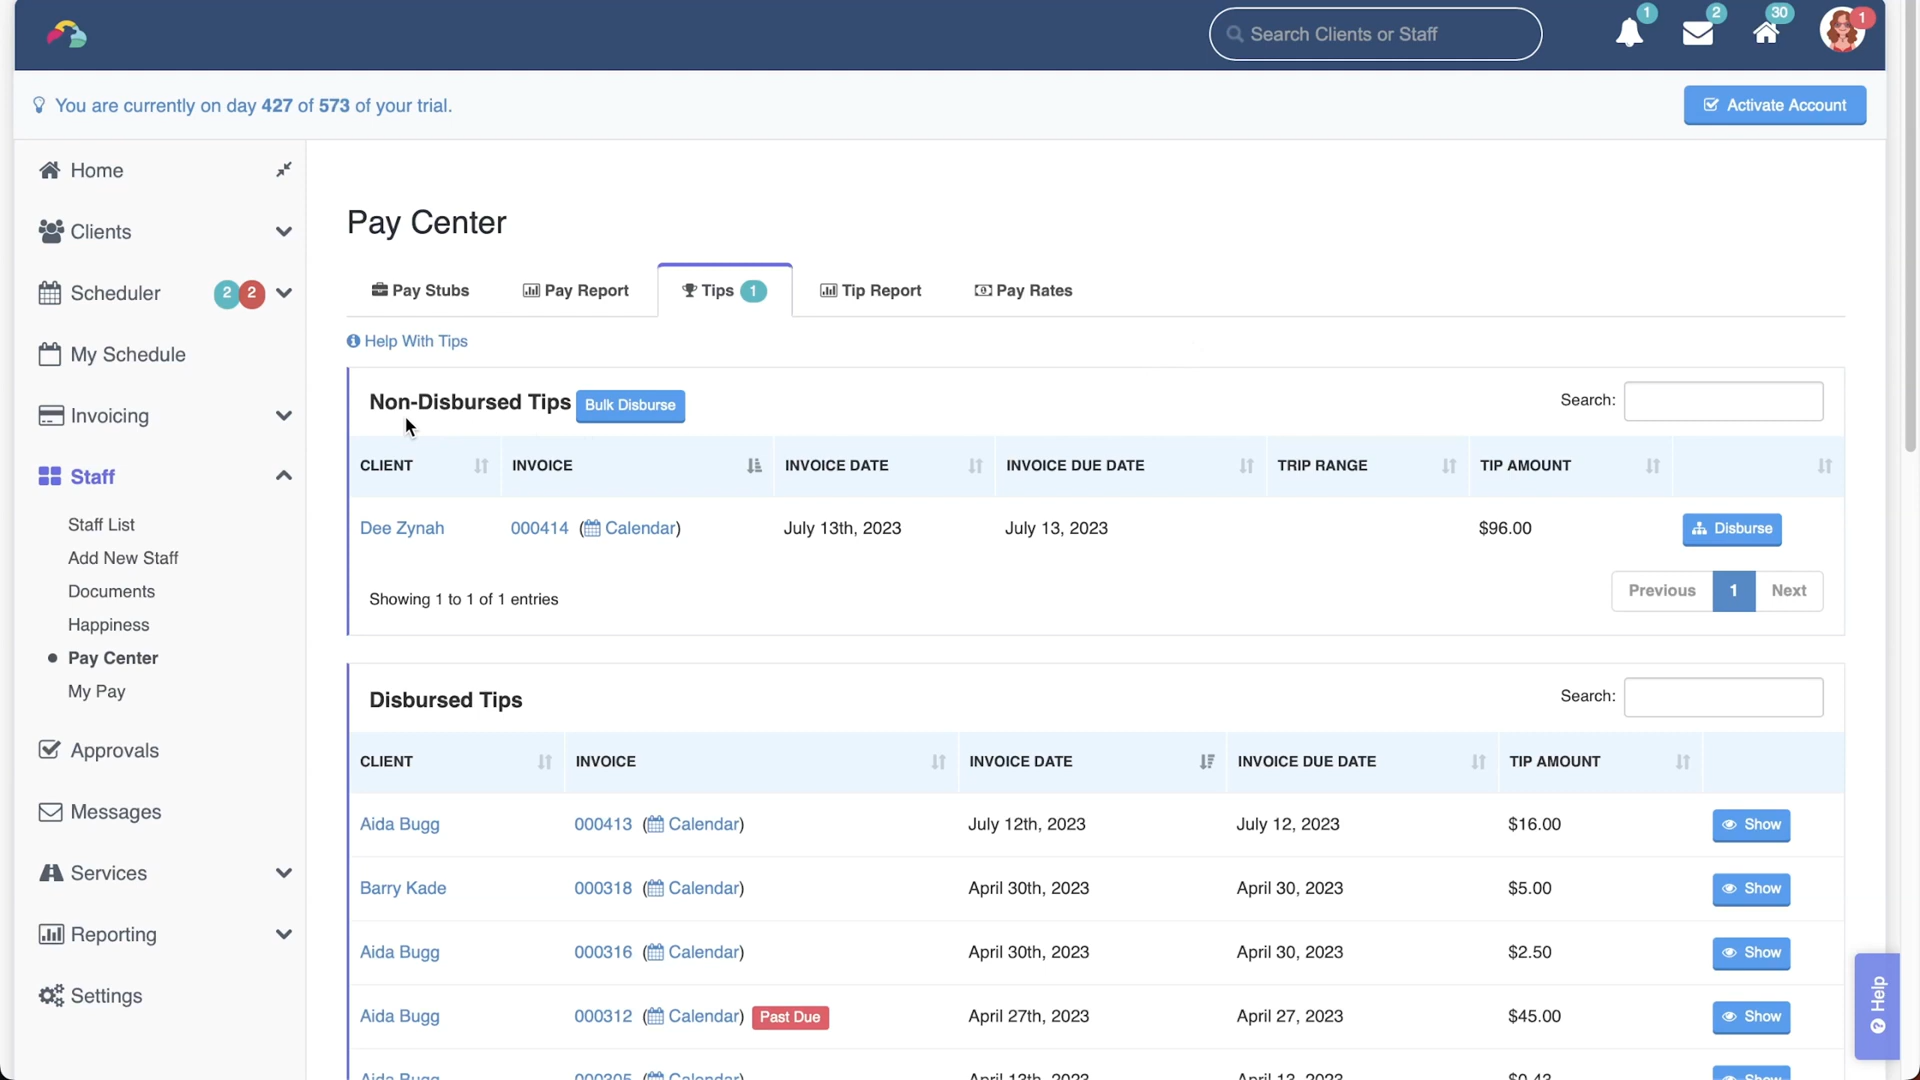 Search Clients or Staff
1
2
30
1
You are currently on day 427 of 573 of your trial.
Activate Account
Home
Clients
Scheduler 2 2
My Schedule
Invoicing
Staff
Staff List
Add New Staff
Documents
Happiness
Pay Center
My Pay
Approvals
Messages
Services
Reporting
Settings
Pay Center
Pay Stubs
Pay Report
Tips 1
Tip Report
Pay Rates
Help With Tips
Non-Disbursed Tips Bulk Disburse
Search:
CLIENT INVOICE INVOICE DATE INVOICE DUE DATE TRIP RANGE TIP AMOUNT
Dee Zynah 000414 (Calendar) July 13th, 2023 July 13, 2023 $96.00 Disburse
Showing 1 to 1 of 1 entries
Previous 1 Next
Disbursed Tips
Search:
CLIENT INVOICE INVOICE DATE INVOICE DUE DATE TIP AMOUNT
Aida Bugg 000413 (Calendar) July 12th, 2023 July 12, 2023 $16.00 Show
Barry Kade 000318 (Calendar) April 30th, 2023 April 30, 2023 $5.00 Show
Aida Bugg 000316 (Calendar) April 30th, 2023 April 30, 2023 $2.50 Show
Aida Bugg 000312 (Calendar) Past Due April 27th, 2023 April 27, 2023 $45.00 Show
Aida Bugg 000305 (Calendar) April 13th, 2023 April 13, 2023 $0.43 Show
Help